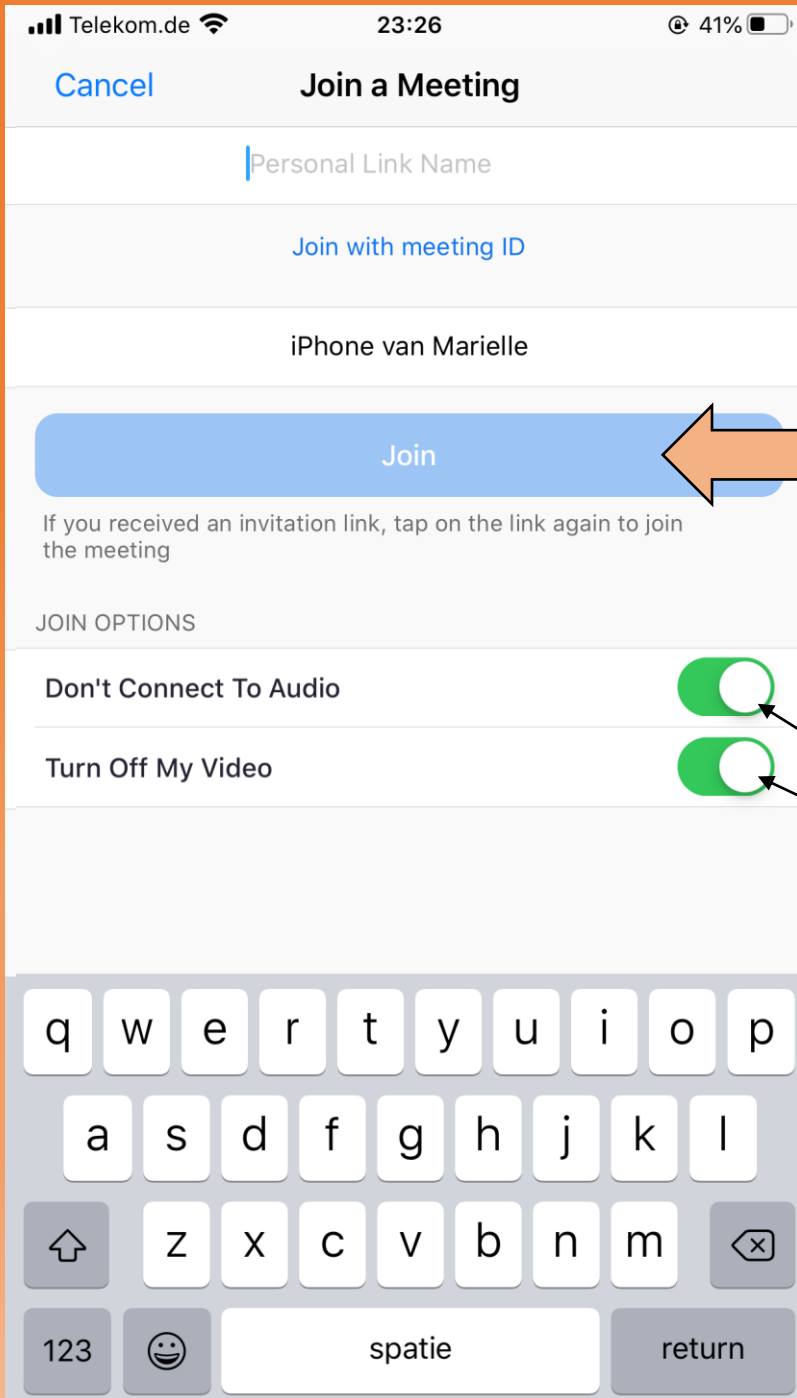 Telekom.de 23:26 41%
Cancel Join a Meeting
Personal Link Name
Join with meeting ID
iPhone van Marielle
Join
If you received an invitation link, tap on the link again to join
the meeting
JOIN OPTIONS
Don't Connect To Audio
Turn Off My Video
q w e r t y u i o p
a s d f g h j k l
z x c v b n m
123 spatie return